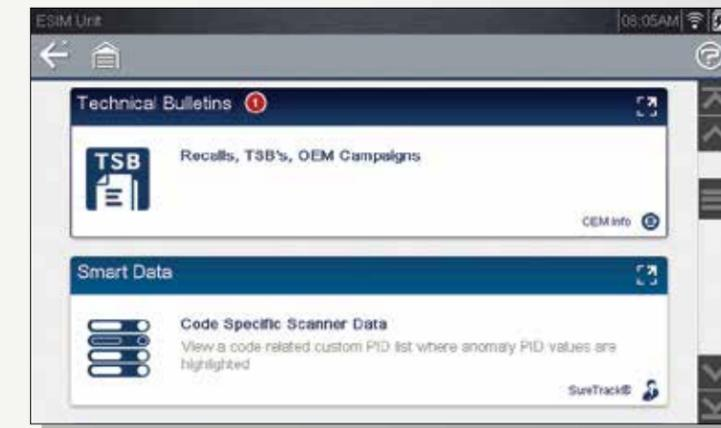 ESIM Unit
08:05AM
Technical Bulletins 1
TSB
Recalls, TSB's, OEM Campaigns
OEM Info
Smart Data
Code Specific Scanner Data
View a code related custom PID list where anomaly PID values are
highlighted
SureTrack®